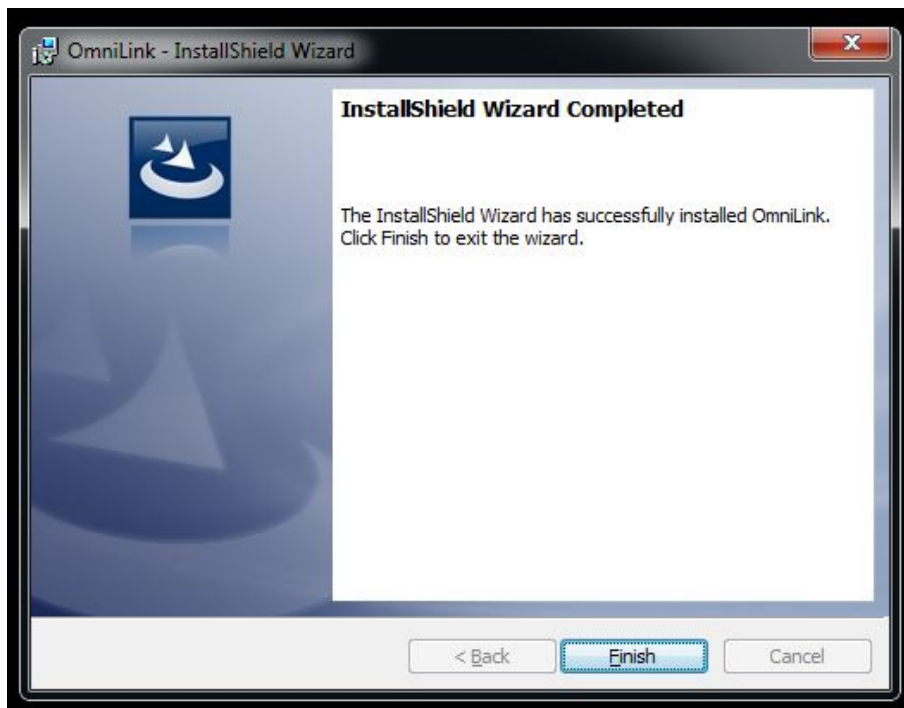 OmniLink - InstallShield Wizard
InstallShield Wizard Completed
The InstallShield Wizard has successfully installed OmniLink.
Click Finish to exit the wizard.
< Back
Finish
Cancel